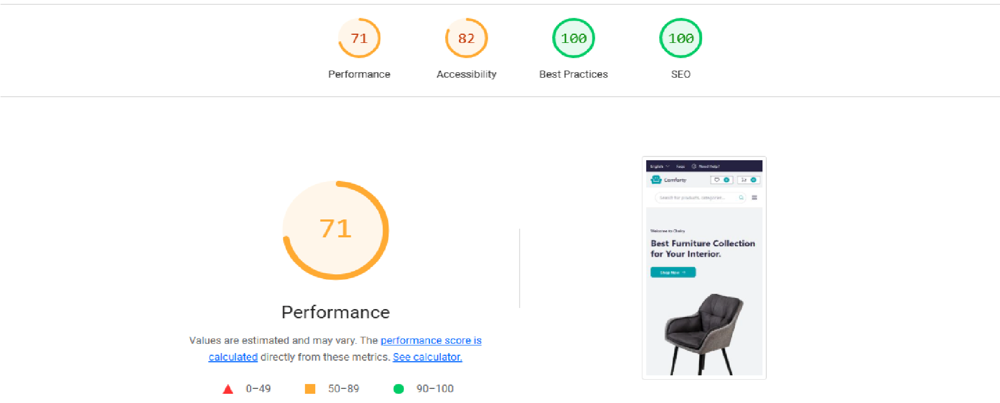 71
82
100
100
Performance
Accessibility
Best Practices
SEO
71
Performance
Values are estimated and may vary. The performance score is
calculated directly from these metrics. See calculator.
0–49
50–89
90–100
English
Faqs
Need Help?
Comforty
Search for products, categories...
Welcome to Chairy
Best Furniture Collection
for Your Interior.
Shop Now